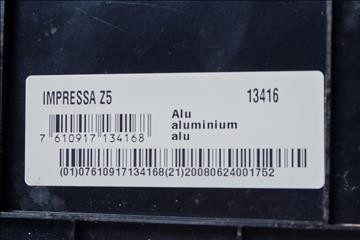 IMPRESSA Z5 13416
Alu
aluminium
alu
7 610917 134168
(01)07610917134168(21)20080624001752